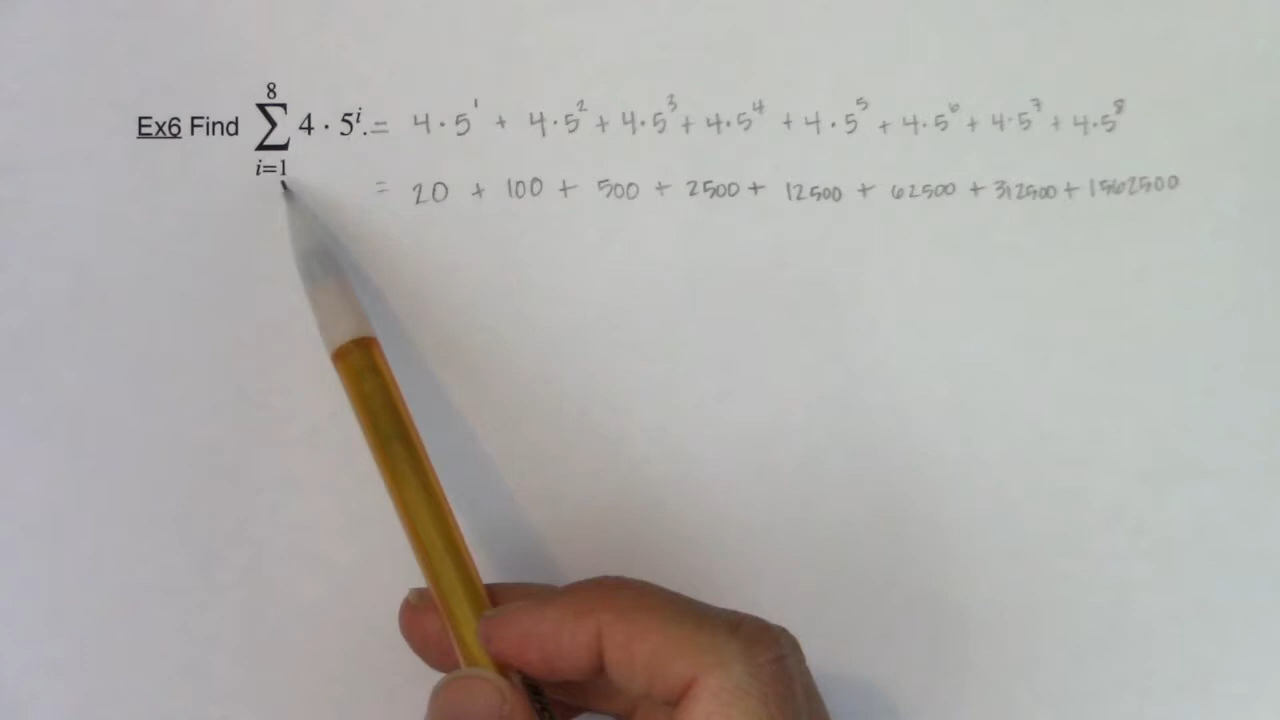 Ex6 Find \sum_{i=1}^{8} 4 · 5^i. = 4·5^1 + 4·5^2 + 4·5^3 + 4·5^4 + 4·5^5 + 4·5^6 + 4·5^7 + 4·5^8
= 20 + 100 + 500 + 2500 + 12500 + 62500 + 312500 + 1562500